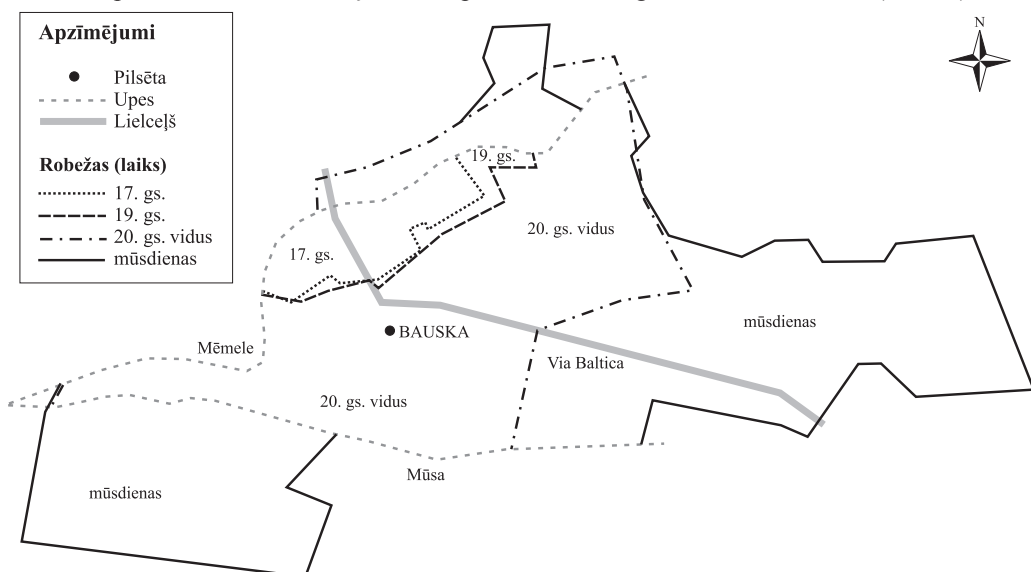 Apzīmējumi
Pilsēta
Upes
Lielceļš
Robežas (laiks)
17. gs.
19. gs.
20. gs. vidus
mūsdienas
N
19. gs.
17. gs.
20. gs. vidus
mūsdienas
BAUSKA
Mēmele
Via Baltica
20. gs. vidus
Mūsa
mūsdienas